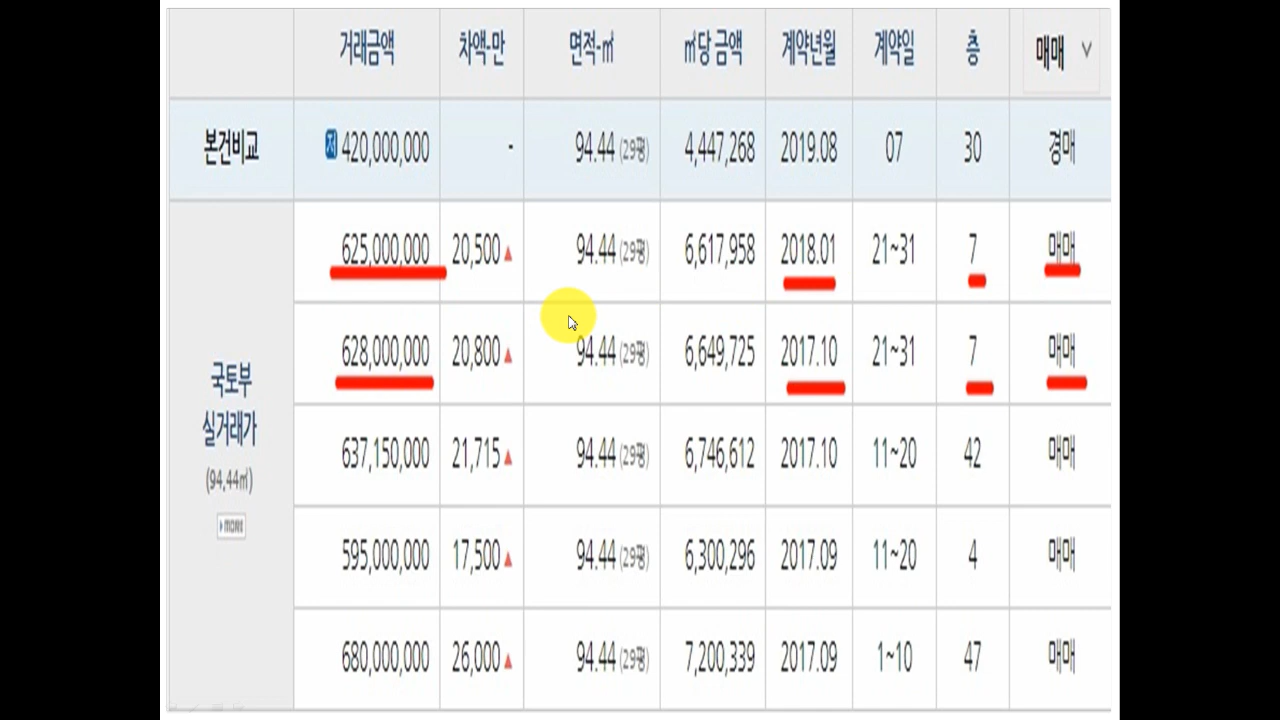 거래금액 차액-만 면적-㎡ ㎡당 금액 계약년월 계약일 층 매매
본건비교 저 420,000,000 - 94.44 (29평) 4,447,268 2019.08 07 30 경매
625,000,000 20,500▲ 94.44 (29평) 6,617,958 2018.01 21~31 7 매매
628,000,000 20,800▲ 94.44 (29평) 6,649,725 2017.10 21~31 7 매매
국토부
실거래가
(94.44㎡)
▸MORE
637,150,000 21,715▲ 94.44 (29평) 6,746,612 2017.10 11~20 42 매매
595,000,000 17,500▲ 94.44 (29평) 6,300,296 2017.09 11~20 4 매매
680,000,000 26,000▲ 94.44 (29평) 7,200,339 2017.09 1~10 47 매매